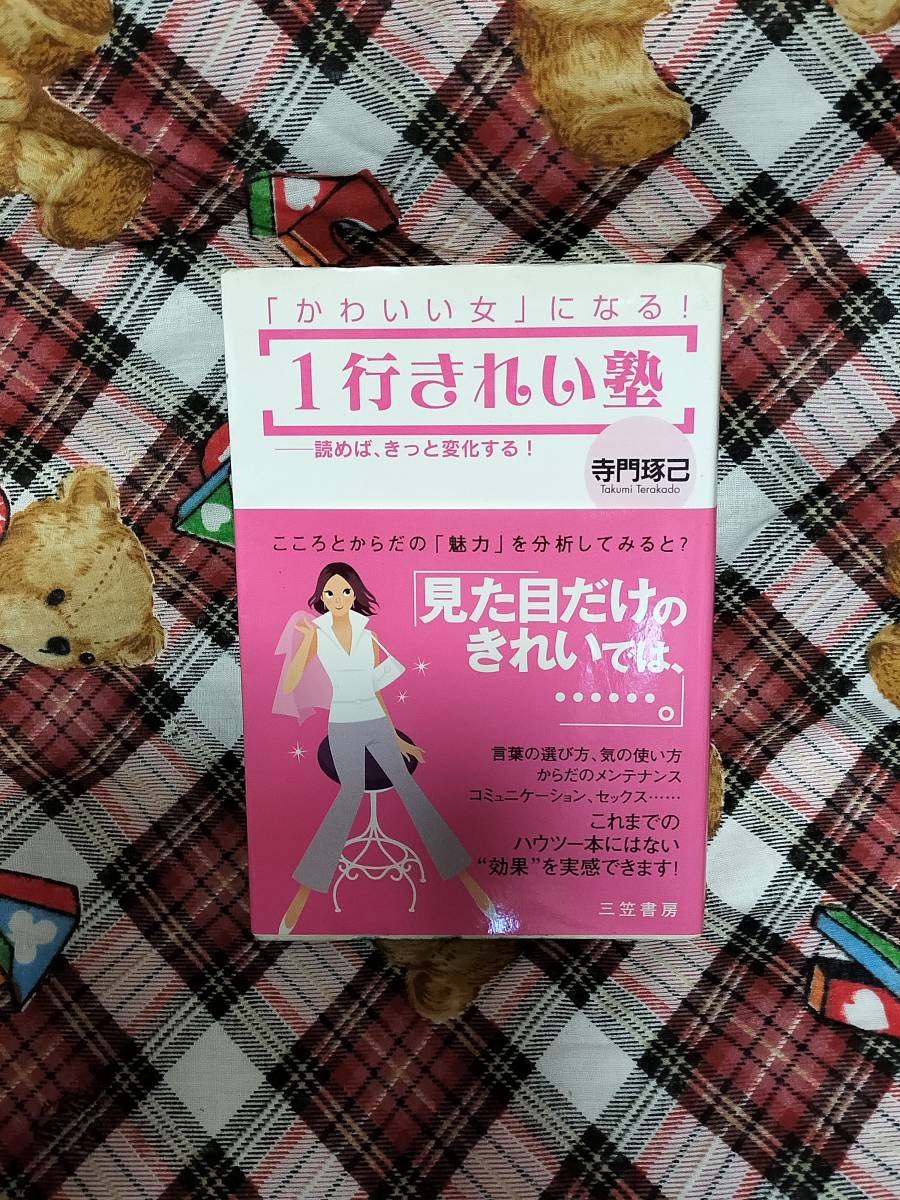 「かわいい女」になる!
1行きれい塾
──読めば、きっと変化する!
寺門琢己
Takumi Terakado
こころとからだの「魅力」を分析してみると?
「見た目だけの
きれいでは、
……。」
言葉の選び方、気の使い方
からだのメンテナンス
コミュニケーション、セックス……
これまでの
ハウツー本にはない
“効果”を実感できます!
三笠書房